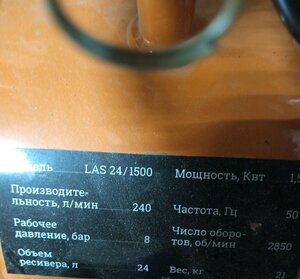 LAS 24/1500
Мощность, Квт
Производите-
льность, л/мин 240
Частота, Гц 50
Рабочее
давление, бар 8
Число оборо-
тов, об/мин 2850
Объем
ресивера, л 24
Вес, кг 21